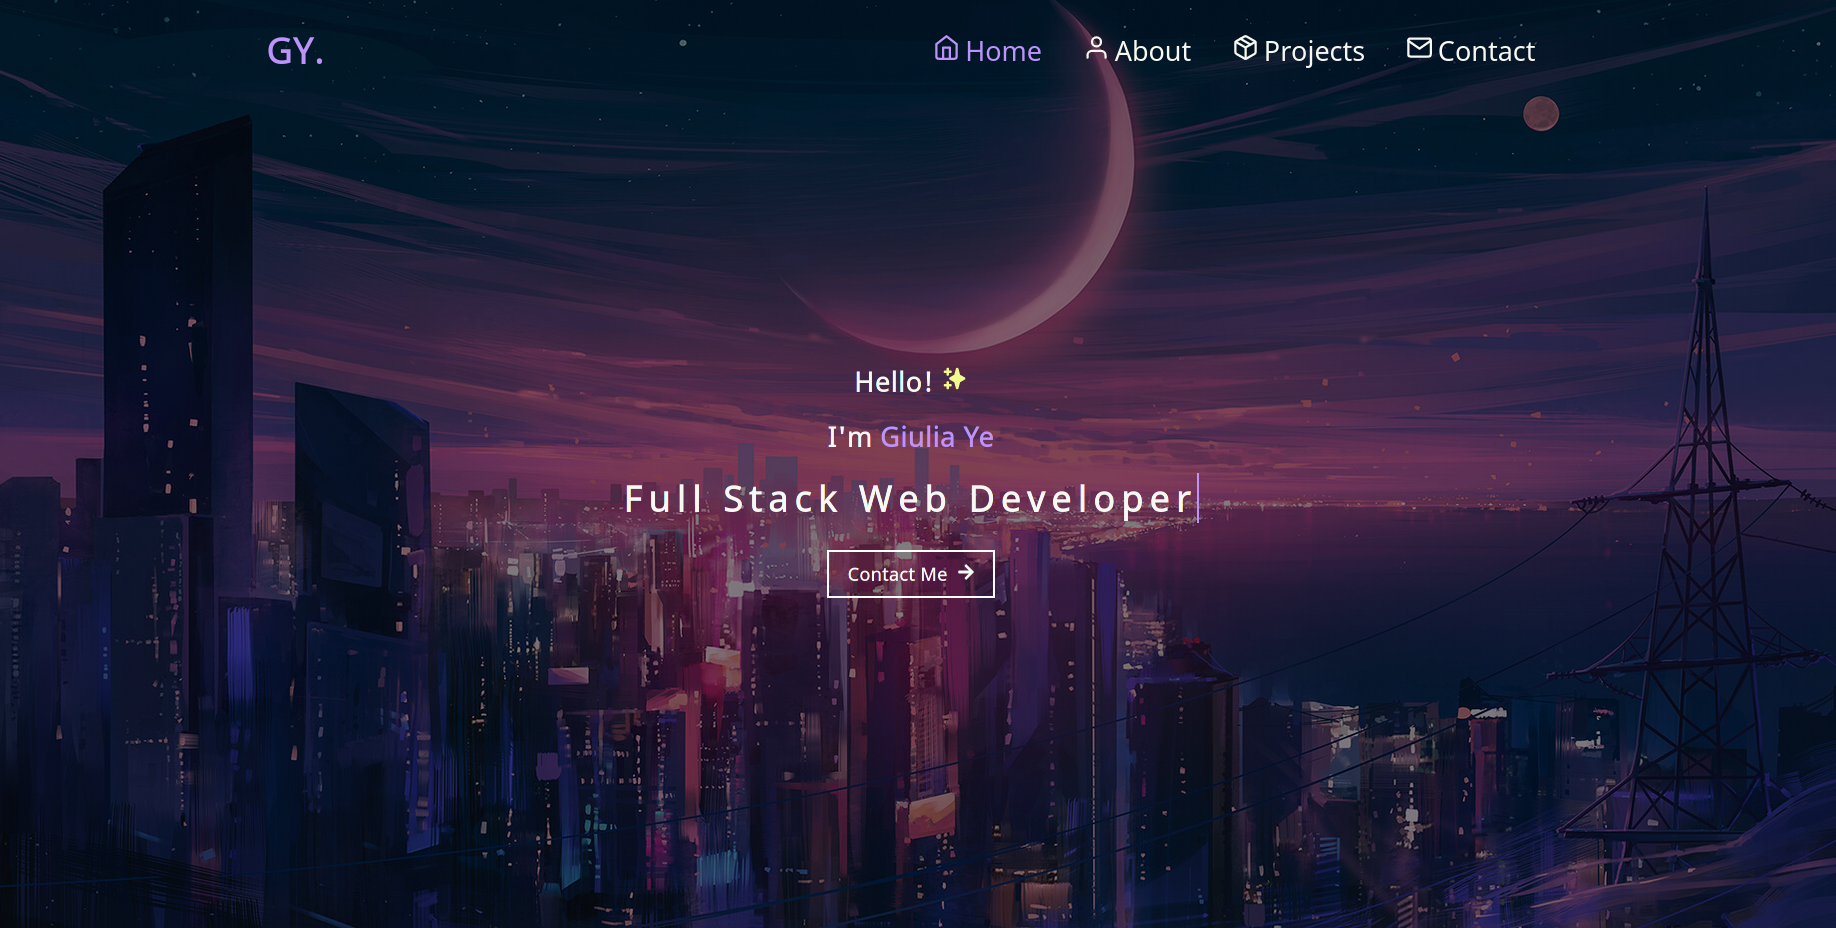 GY.
Home About Projects Contact
Hello! ✨
I'm Giulia Ye
Full Stack Web Developer
Contact Me →